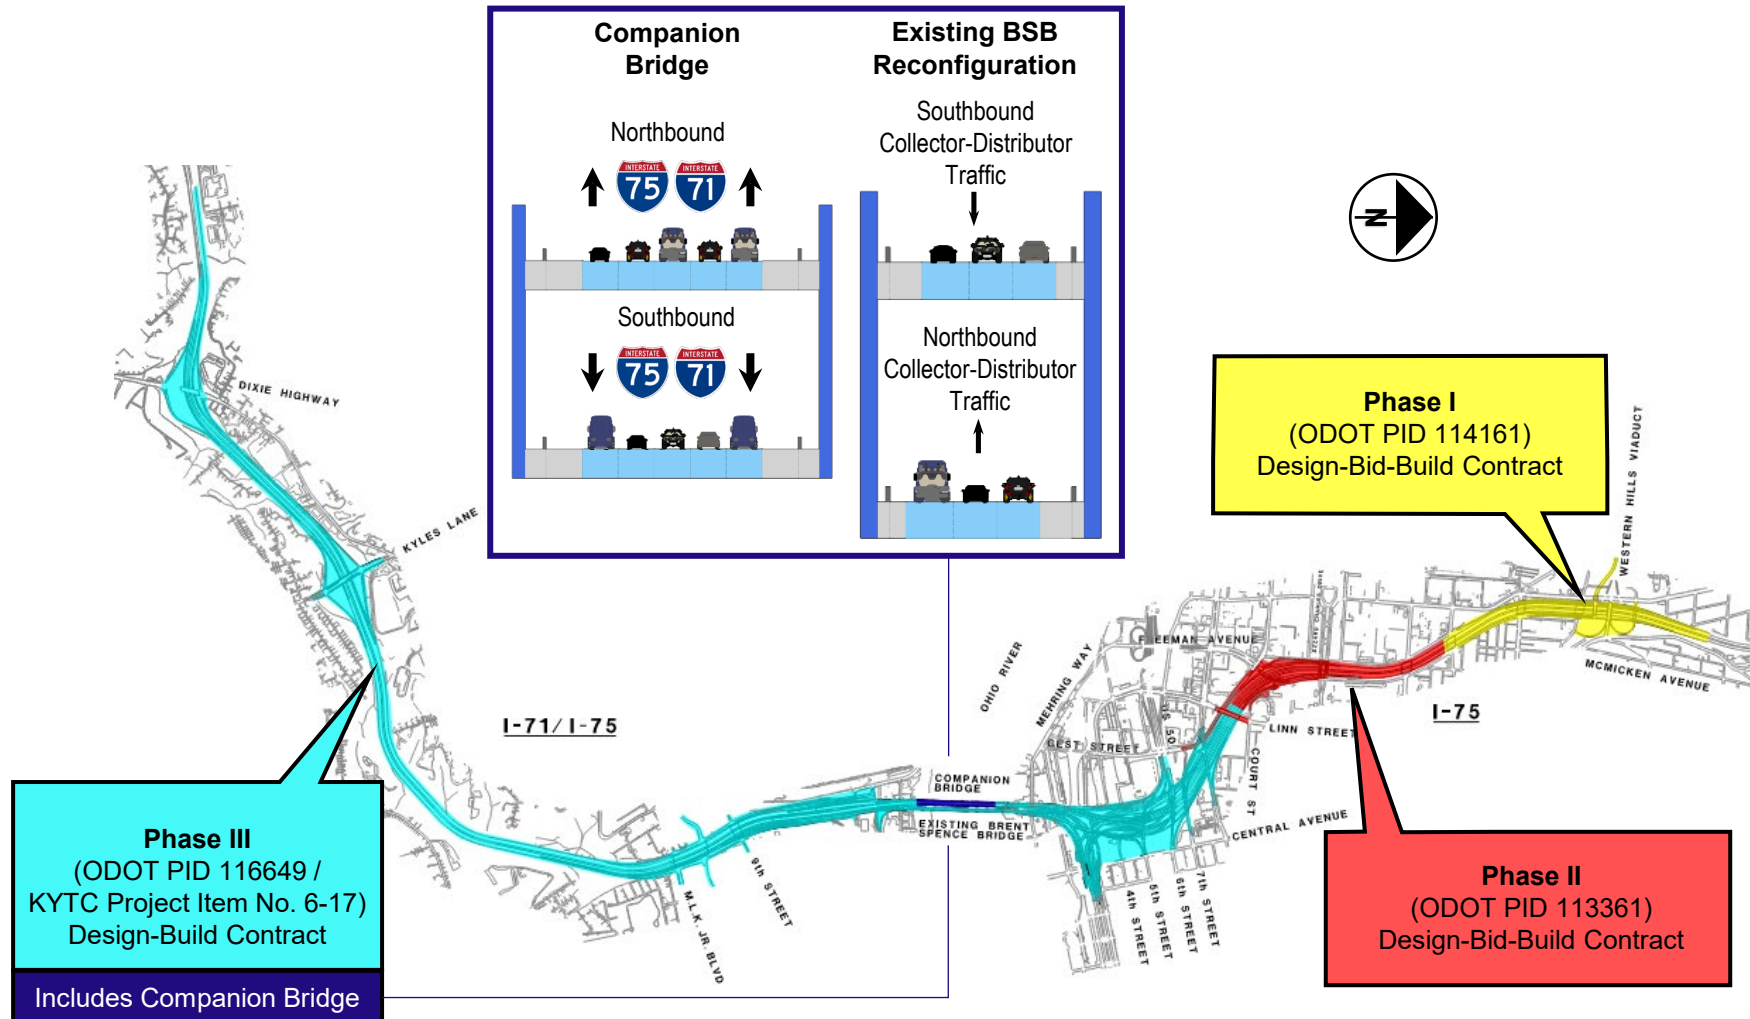 Companion
Bridge
Northbound
INTERSTATE
75
INTERSTATE
71
Southbound
INTERSTATE
75
INTERSTATE
71
Existing BSB
Reconfiguration
Southbound
Collector-Distributor
Traffic
Northbound
Collector-Distributor
Traffic
N
Phase I
(ODOT PID 114161)
Design-Bid-Build Contract
WESTERN HILLS VIADUCT
DIXIE HIGHWAY
KYLES LANE
I-71/I-75
OHIO RIVER
MEHRING WAY
FREEMAN AVENUE
GEST STREET
US 50
LINN STREET
COURT ST
CENTRAL AVENUE
MCMICKEN AVENUE
I-75
COMPANION
BRIDGE
EXISTING BRENT
SPENCE BRIDGE
9th STREET
M.L.K. JR. BLVD
4th STREET
5th STREET
6th STREET
7th STREET
Phase III
(ODOT PID 116649 /
KYTC Project Item No. 6-17)
Design-Build Contract
Includes Companion Bridge
Phase II
(ODOT PID 113361)
Design-Bid-Build Contract